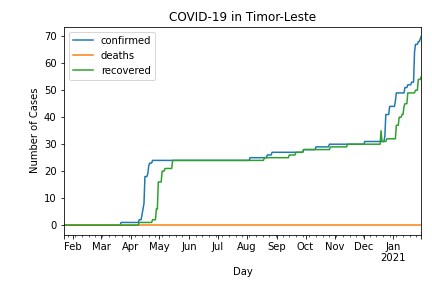 COVID-19 in Timor-Leste
confirmed
deaths
recovered
Number of Cases
70
60
50
40
30
20
10
0
Feb Mar Apr May Jun Jul Aug Sep Oct Nov Dec Jan
2021
Day